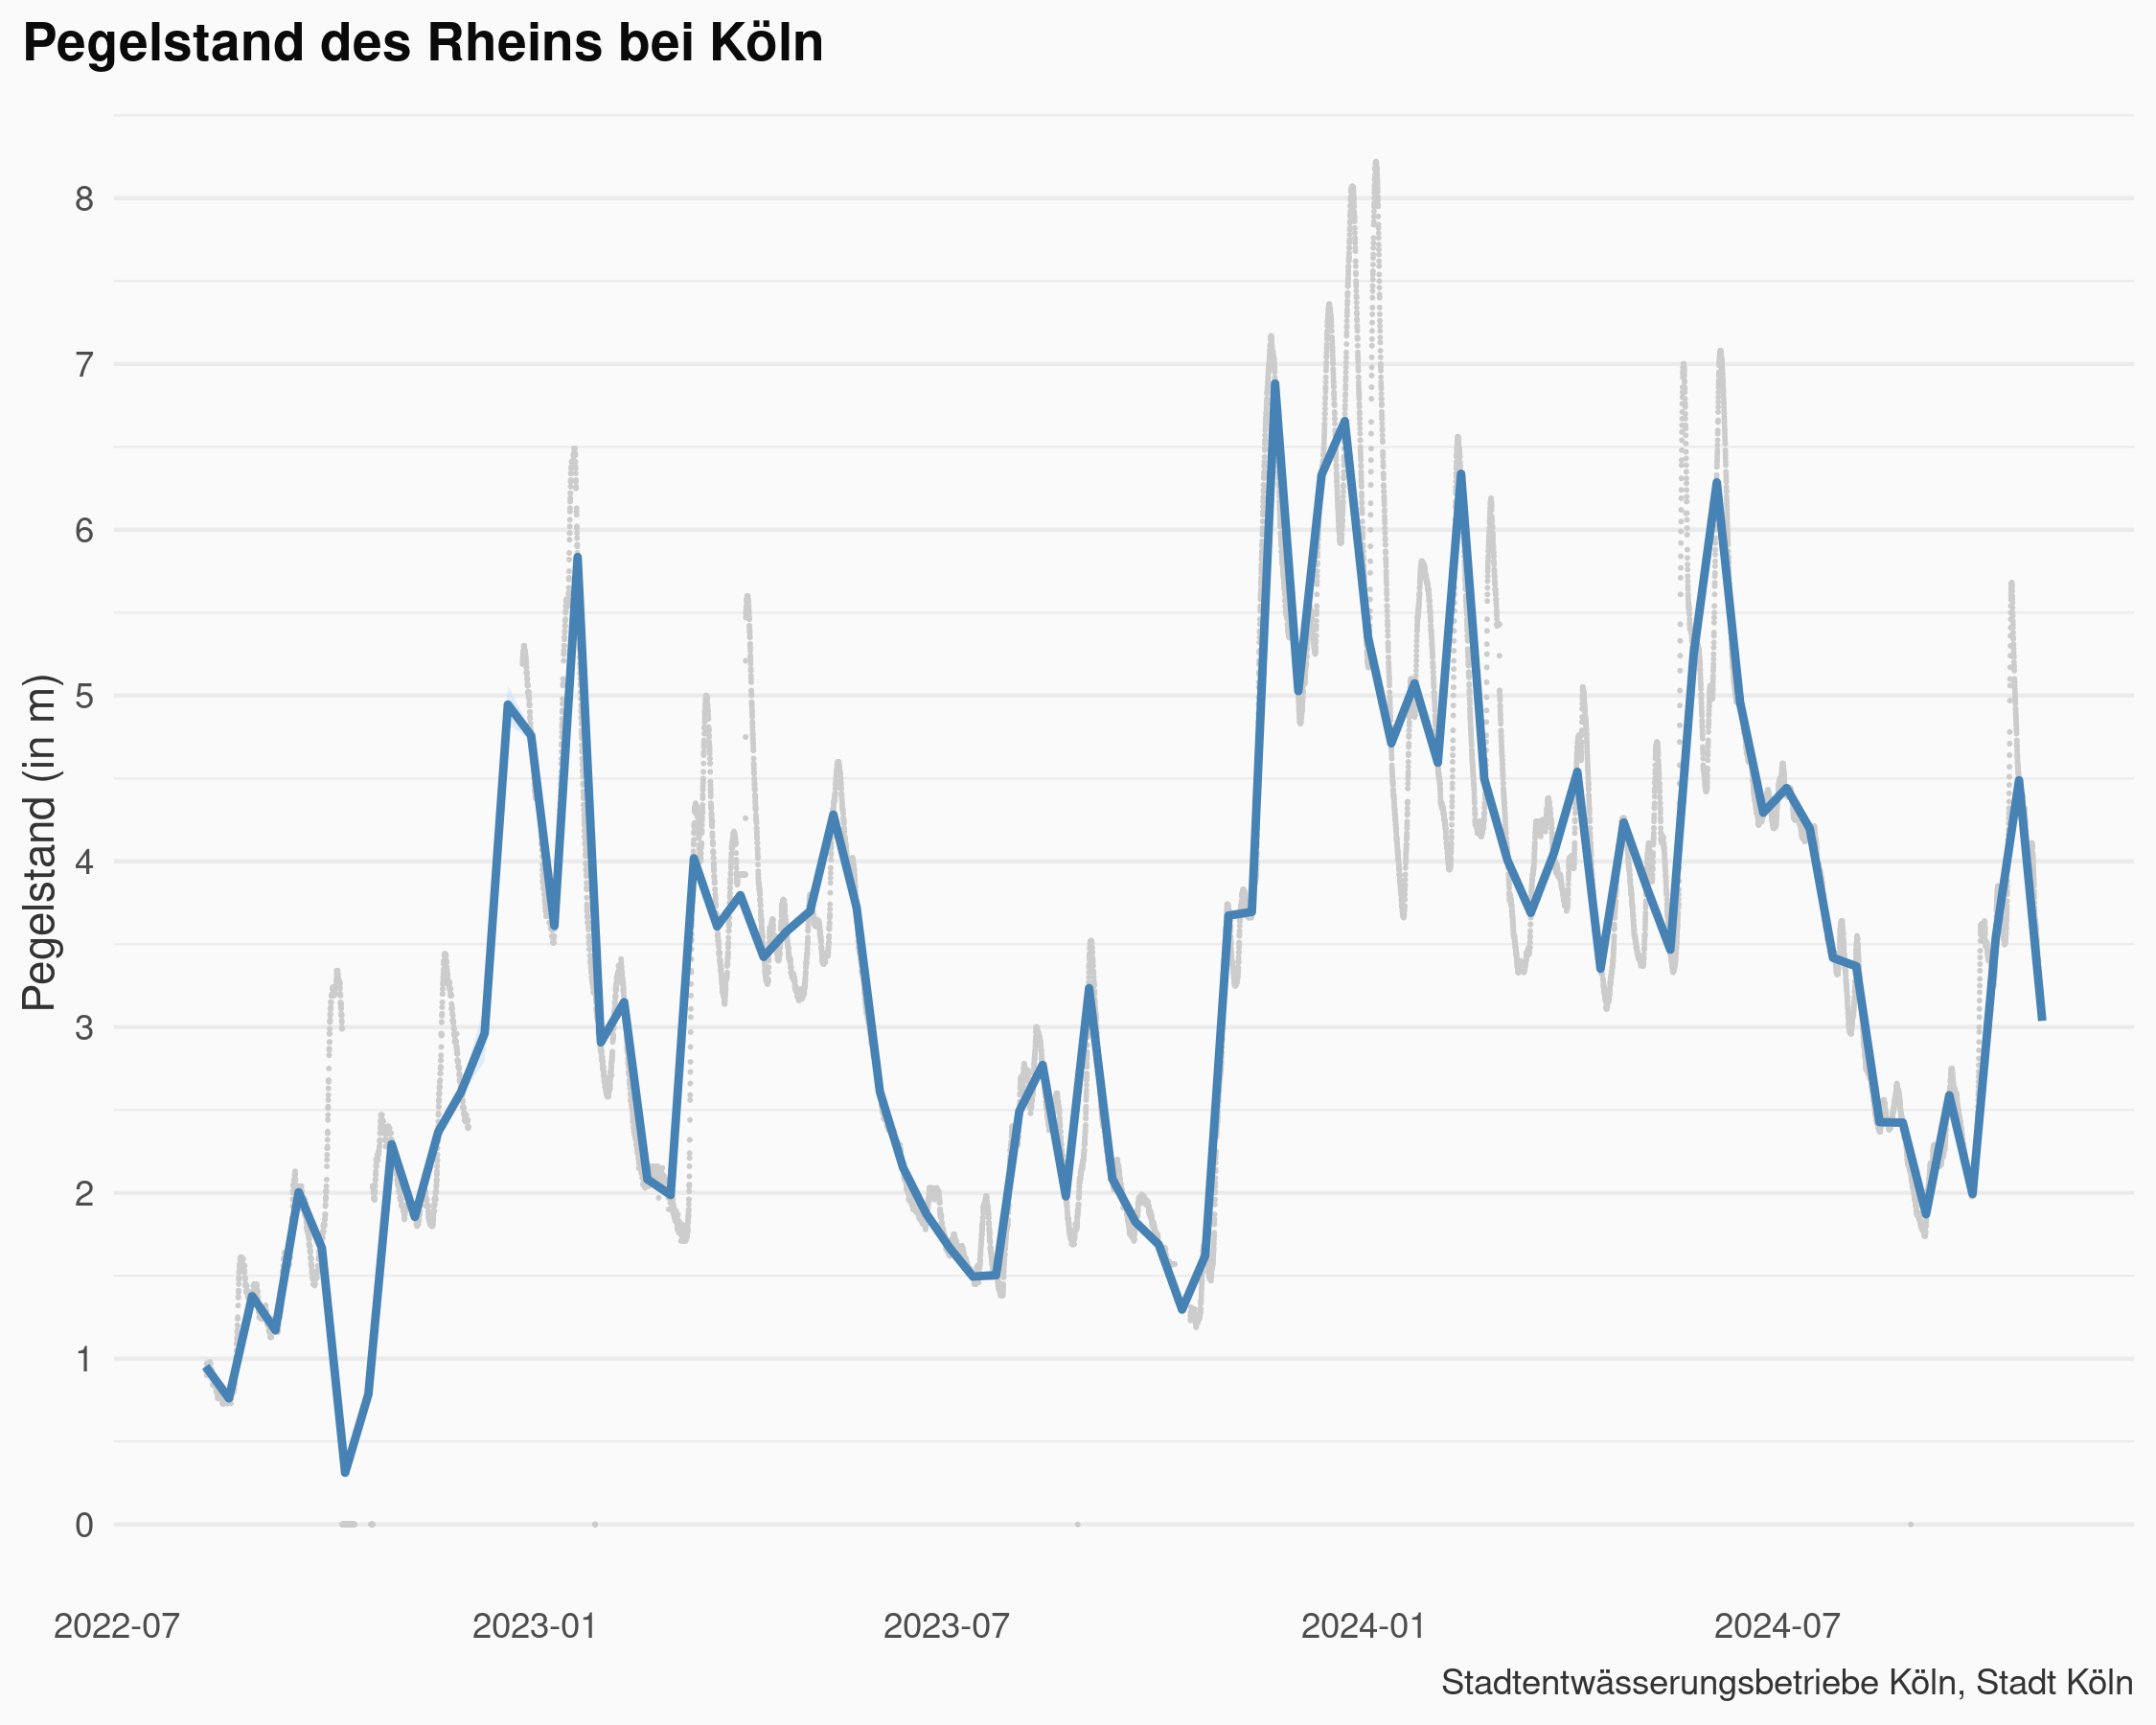 Pegelstand des Rheins bei Köln
Pegelstand (in m)
8
7
6
5
4
3
2
1
0
2022-07 2023-01 2023-07 2024-01 2024-07
Stadtentwässerungsbetriebe Köln, Stadt Köln